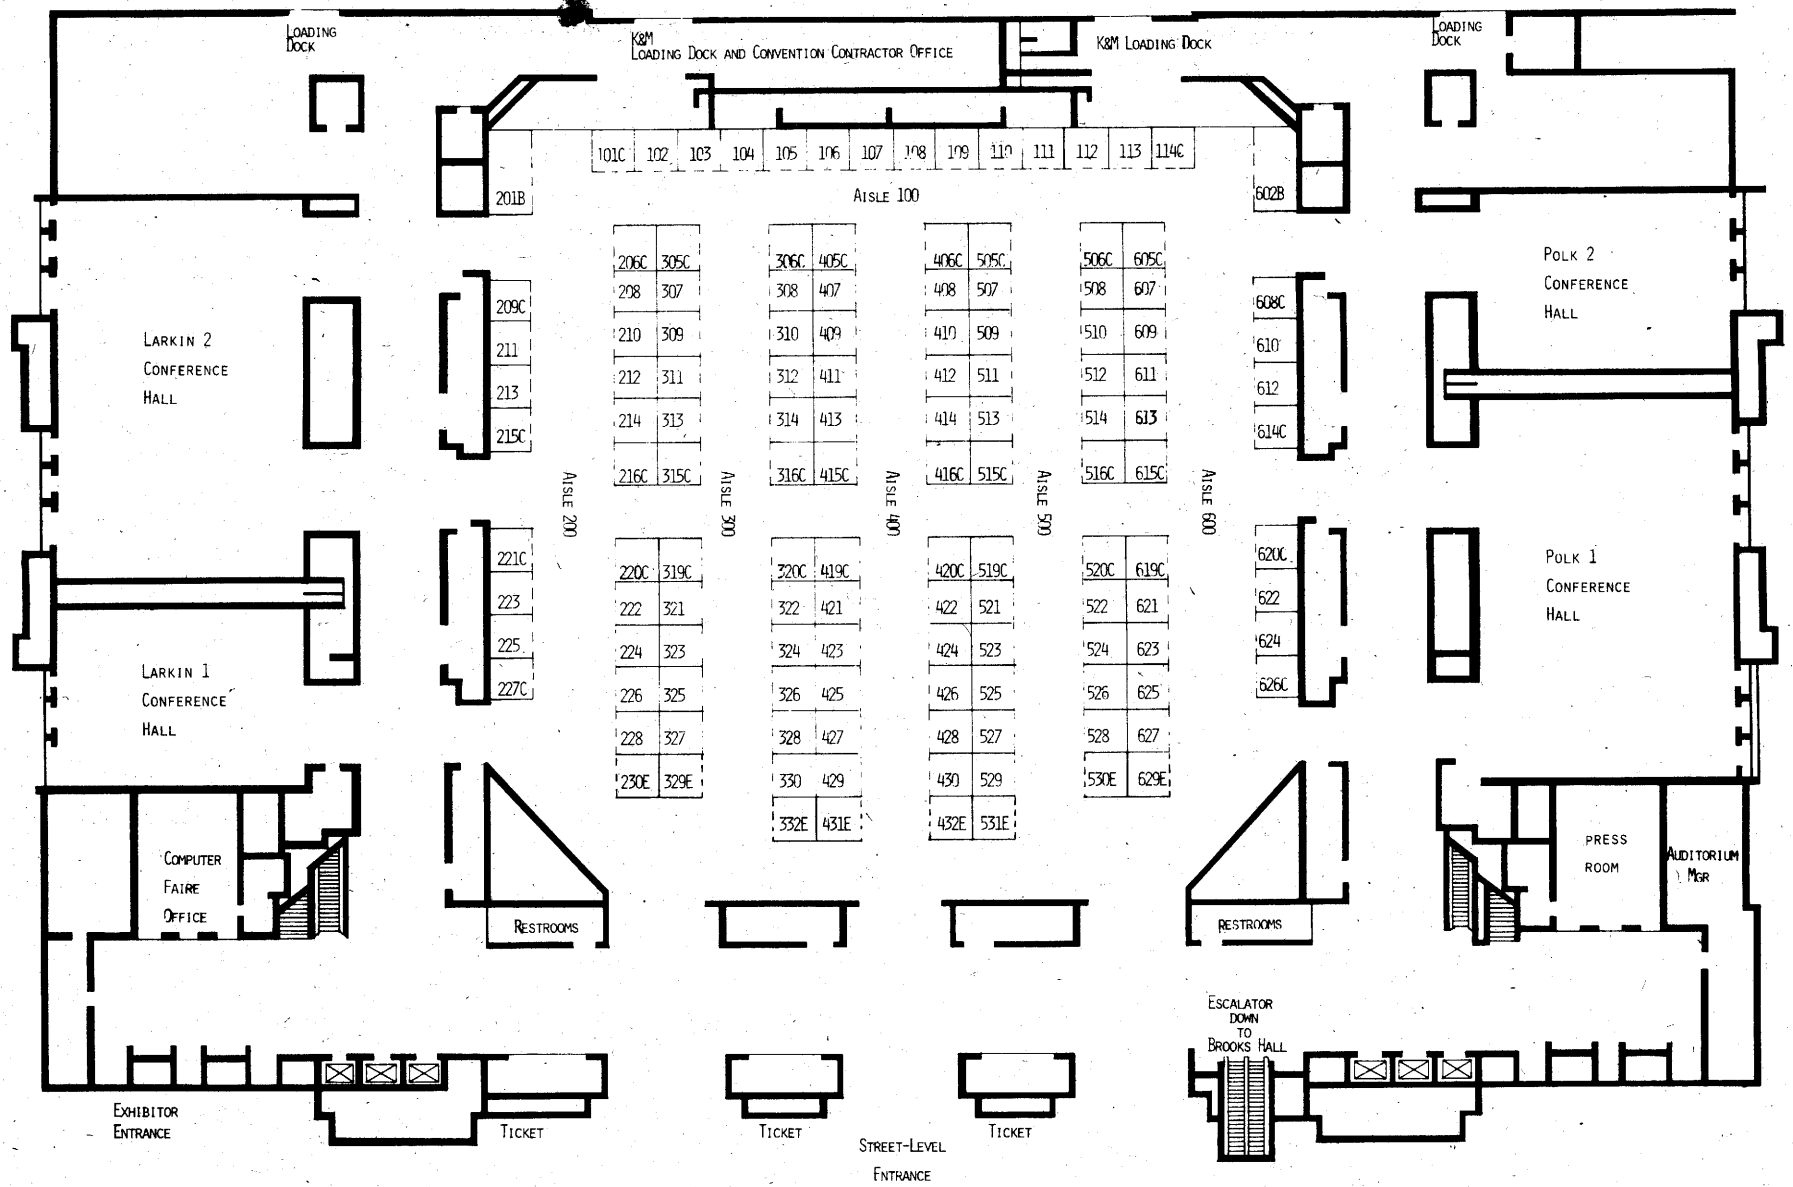 Loading
Dock
K&M
Loading Dock and Convention Contractor Office
K&M Loading Dock
Loading
Dock
101C 102 103 104 105 106 107 108 109 110 111 112 113 114C
201B
Aisle 100
602B
206C 305C 306C 405C 406C 505C 506C 605C
208 307 308 407 408 507 508 607
209C
608C
210 309 310 409 410 509 510 609
211
610
212 311 312 411 412 511 512 611
213
612
214 313 314 413 414 513 514 613
215C
614C
216C 315C 316C 415C 416C 515C 516C 615C
Larkin 2
Conference
Hall
Polk 2
Conference
Hall
Aisle 200
Aisle 300
Aisle 400
Aisle 500
Aisle 600
221C
620C
220C 319C 320C 419C 420C 519C 520C 619C
223
622
222 321 322 421 422 521 522 621
225
624
224 323 324 423 424 523 524 623
227C
626C
226 325 326 425 426 525 526 625
228 327 328 427 428 527 528 627
230E 329E 330 429 430 529 530E 629E
332E 431E 432E 531E
Polk 1
Conference
Hall
Larkin 1
Conference
Hall
Computer
Faire
Office
Press
Room
Auditorium
Mgr
Restrooms
Restrooms
Escalator
Down
to
Brooks Hall
Exhibitor
Entrance
Ticket
Ticket
Ticket
Street-Level
Entrance